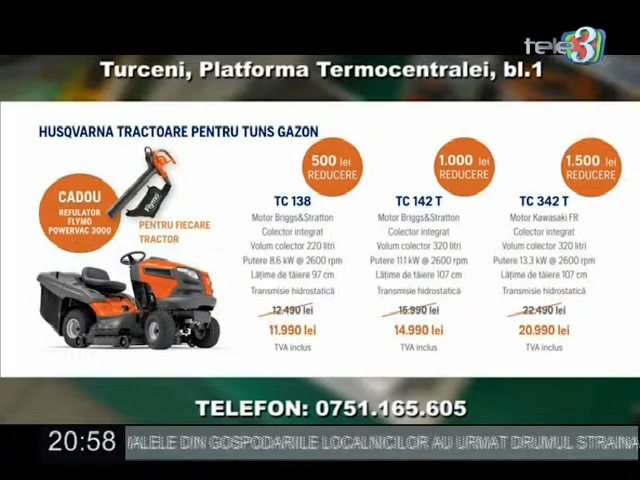 tele 3
Turceni, Platforma Termocentralei, bl.1
HUSQVARNA TRACTOARE PENTRU TUNS GAZON
CADOU
REFULATOR
FLYMO
POWERVAC 3000
Flymo
PENTRU FIECARE
TRACTOR
500 lei
REDUCERE
TC 138
Motor Briggs&Stratton
Colector integrat
Volum colector 220 litri
Putere 8.6 kW @ 2600 rpm
Lățime de tăiere 97 cm
Transmisie hidrostatică
12.490 lei
11.990 lei
TVA inclus
1.000 lei
REDUCERE
TC 142 T
Motor Briggs&Stratton
Colector integrat
Volum colector 320 litri
Putere 11.1 kW @ 2600 rpm
Lățime de tăiere 107 cm
Transmisie hidrostatică
15.990 lei
14.990 lei
TVA inclus
1.500 lei
REDUCERE
TC 342 T
Motor Kawasaki FR
Colector integrat
Volum colector 320 litri
Putere 13.3 kW @ 2600 rpm
Lățime de tăiere 107 cm
Transmisie hidrostatică
22.490 lei
20.990 lei
TVA inclus
TELEFON: 0751.165.605
20:58
IALELE DIN GOSPODARIILE LOCALNICILOR AU URMAT DRUMUL STRAINA